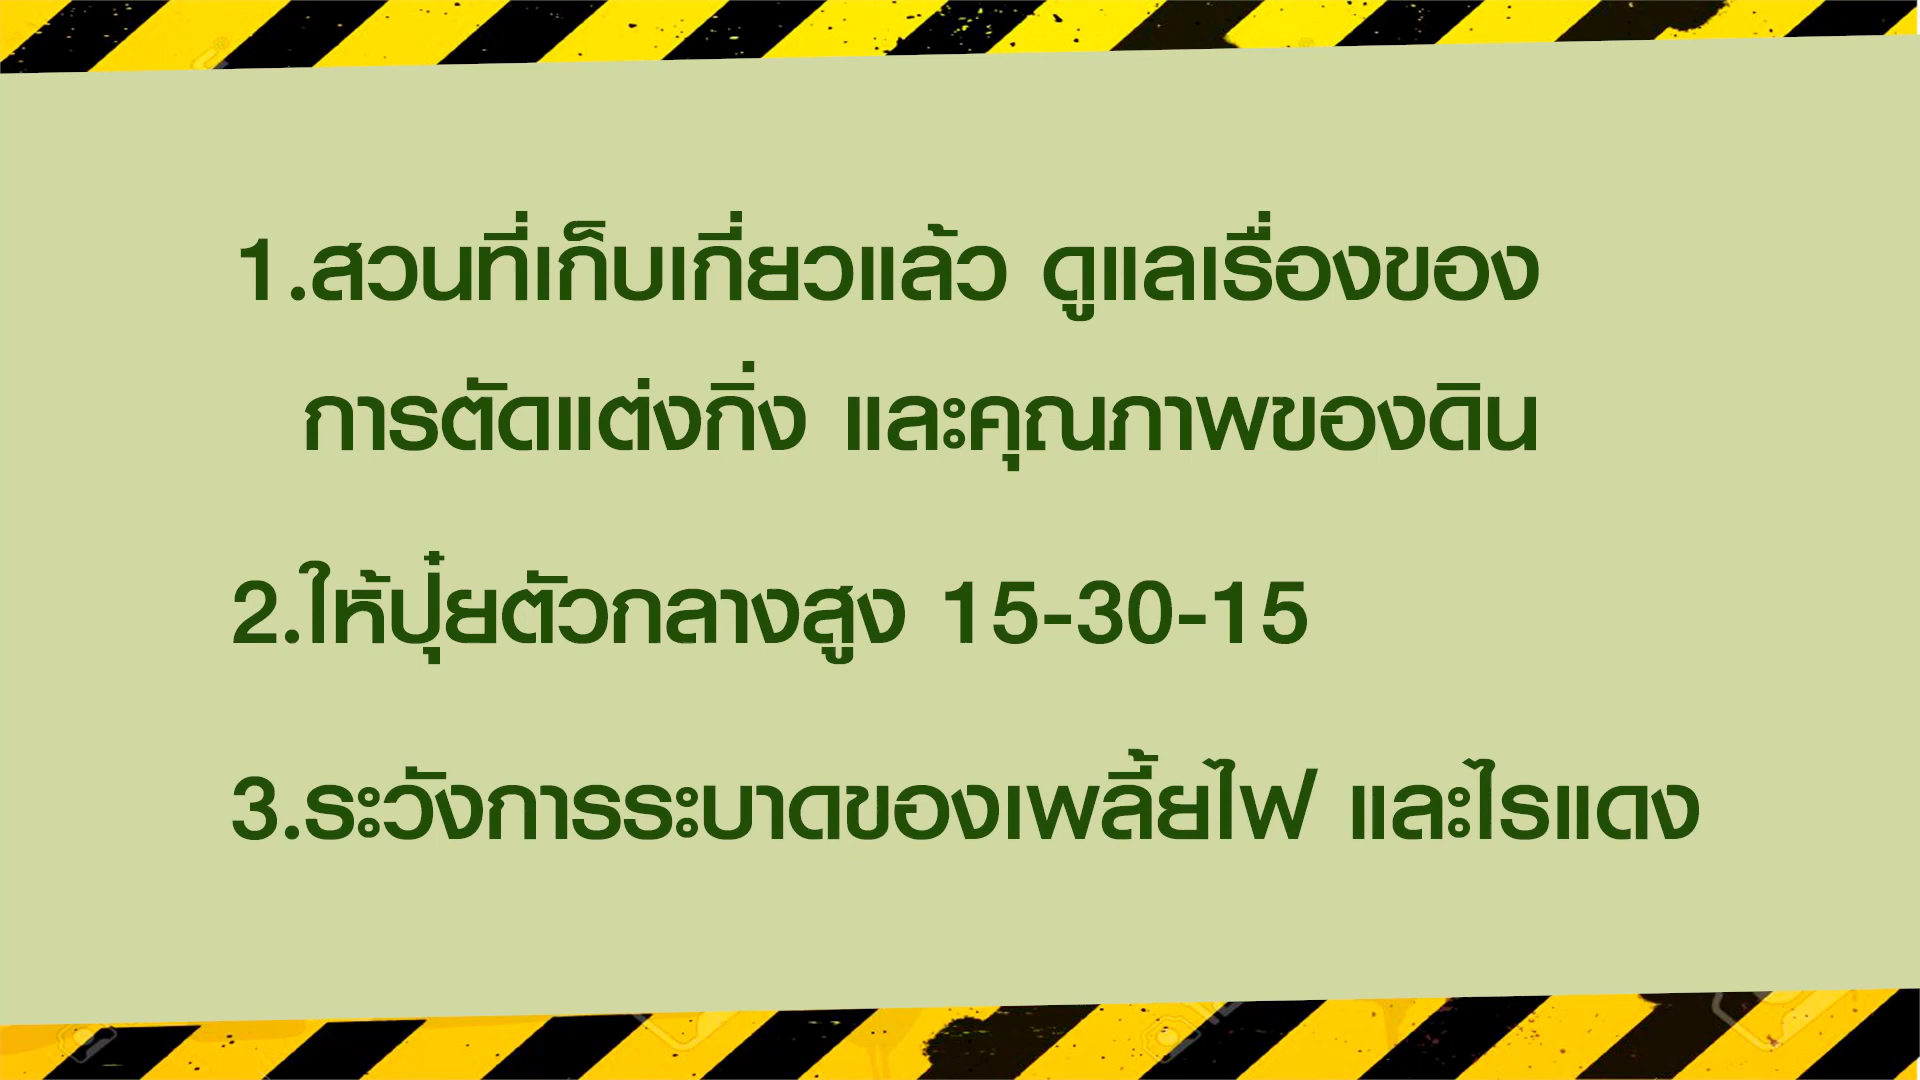 1.สวนที่เก็บเกี่ยวแล้ว ดูแลเรื่องของ
การตัดแต่งกิ่ง และคุณภาพของดิน
2.ให้ปุ๋ยตัวกลางสูง 15-30-15
3.ระวังการระบาดของเพลี้ยไฟ และไรแดง